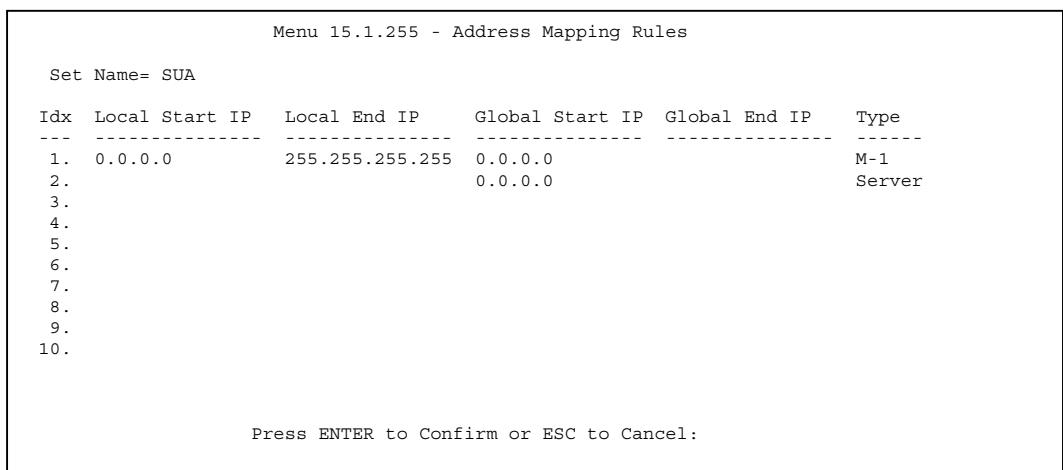 Menu 15.1.255 - Address Mapping Rules
Set Name= SUA
Idx  Local Start IP   Local End IP     Global Start IP  Global End IP    Type
---  ---------------  ---------------  ---------------  ---------------  ------
1.  0.0.0.0          255.255.255.255  0.0.0.0                           M-1
2.                                    0.0.0.0                           Server
3.
4.
5.
6.
7.
8.
9.
10.
Press ENTER to Confirm or ESC to Cancel: